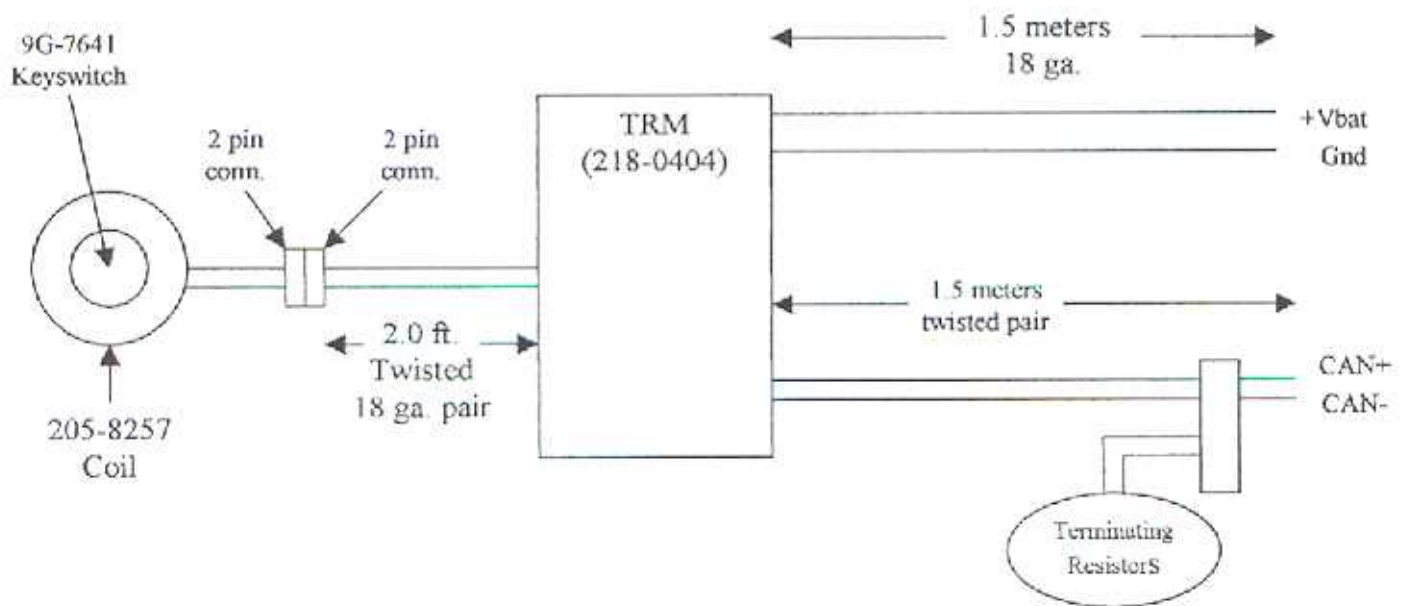 9G-7641
Keyswitch
2 pin
conn.
2 pin
conn.
TRM
(218-0404)
1.5 meters
18 ga.
+Vbat
Gnd
2.0 ft.
Twisted
18 ga. pair
205-8257
Coil
1.5 meters
twisted pair
CAN+
CAN-
Terminating
Resistors